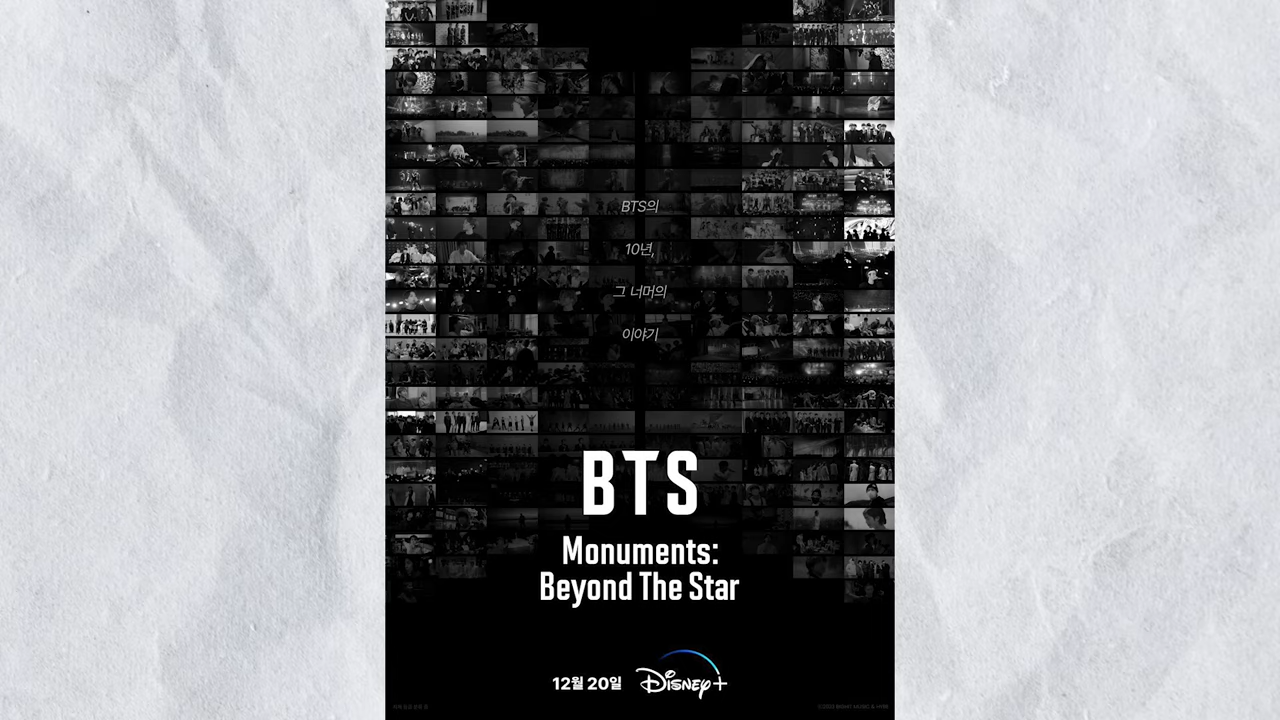 BTS의
10년,
그 너머의
이야기
BTS
Monuments:
Beyond The Star
12월 20일 Disney+